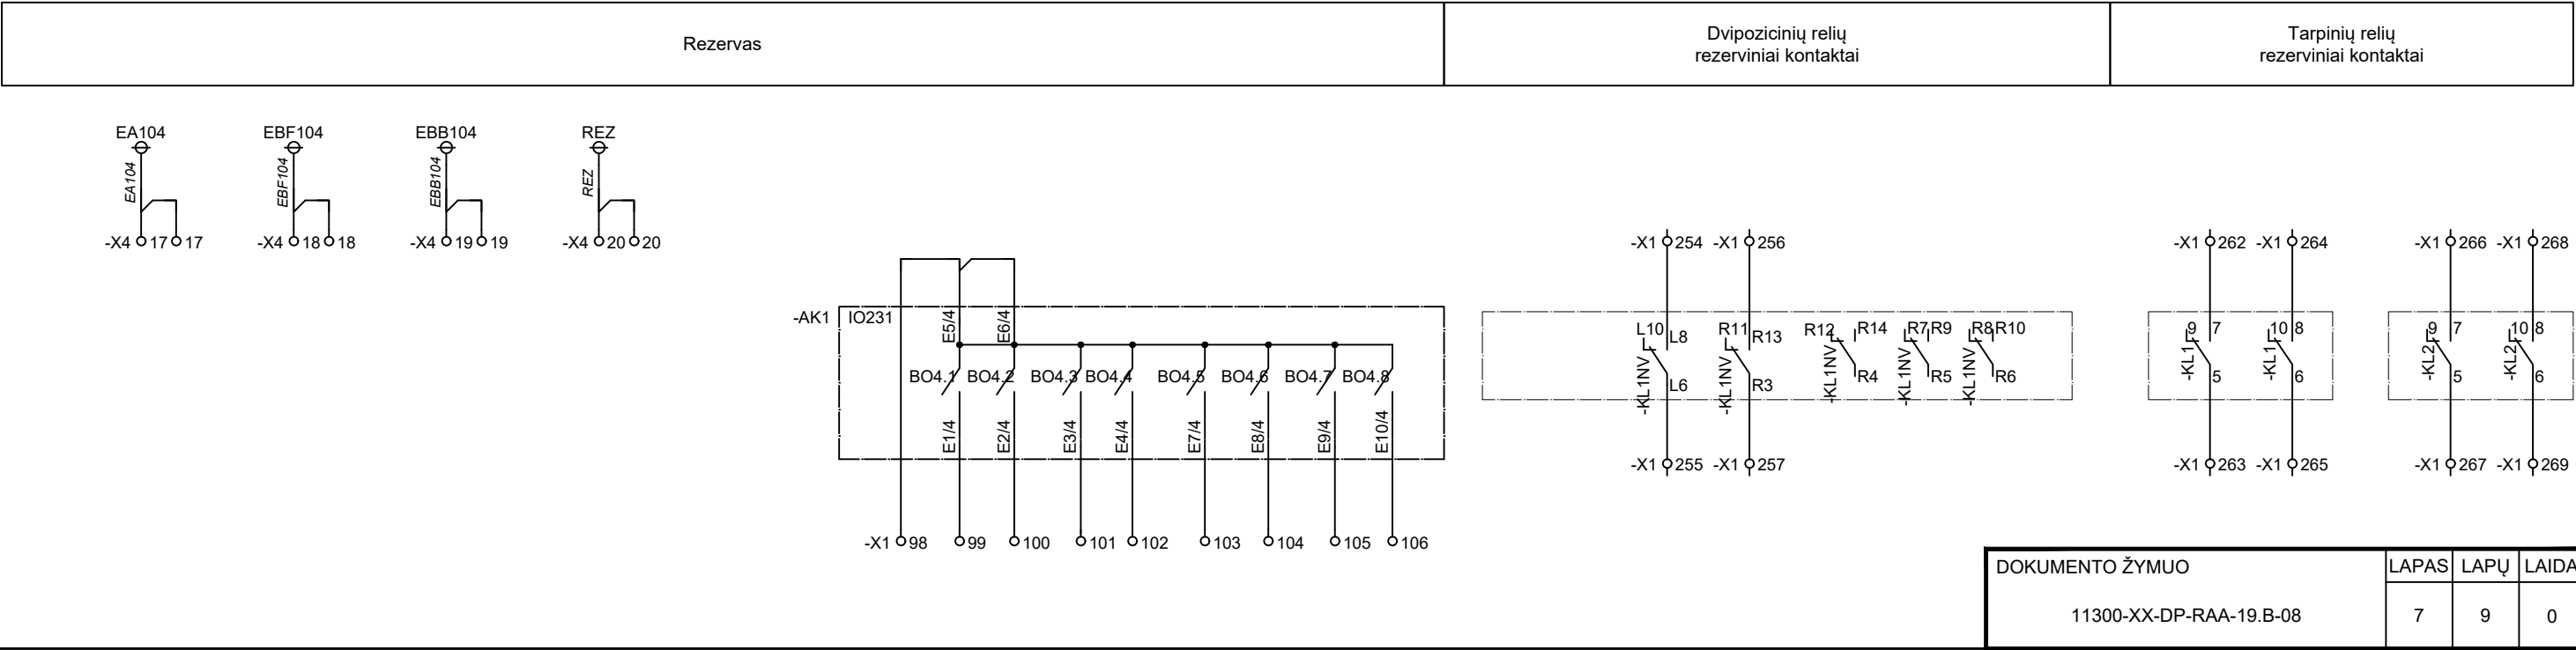 Rezervas
Dvipozicinių relių
rezerviniai kontaktai
Tarpinių relių
rezerviniai kontaktai
EA104
EBF104
EBB104
REZ
EA104
EBF104
EBB104
REZ
-X4 17 17
-X4 18 18
-X4 19 19
-X4 20 20
-X1 254 -X1 256
-X1 262 -X1 264
-X1 266 -X1 268
-AK1 IO231
E5/4 E6/4
L10 L8
R11 R13
R12 R14
R7 R9
R8 R10
9 7
10 8
9 7
10 8
BO4.1 BO4.2 BO4.3 BO4.4 BO4.5 BO4.6 BO4.7 BO4.8
-KL1NV -KL1NV -KL1NV -KL1NV -KL1NV
-KL1 -KL1 -KL2 -KL2
L6 R3 R4 R5 R6
5 6 5 6
E1/4 E2/4 E3/4 E4/4 E7/4 E8/4 E9/4 E10/4
-X1 255 -X1 257
-X1 263 -X1 265
-X1 267 -X1 269
-X1 98 99 100 101 102 103 104 105 106
DOKUMENTO ŽYMUO LAPAS LAPŲ LAIDA
11300-XX-DP-RAA-19.B-08 7 9 0